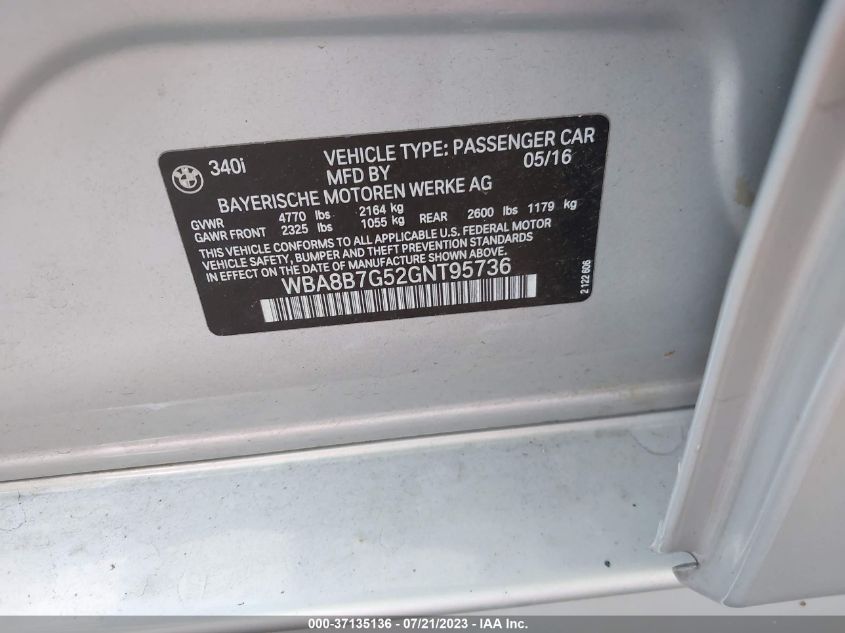 BMW
340i VEHICLE TYPE: PASSENGER CAR
MFD BY 05/16
BAYERISCHE MOTOREN WERKE AG
GVWR 4770 lbs 2164 kg
GAWR FRONT 2325 lbs 1055 kg REAR 2600 lbs 1179 kg
THIS VEHICLE CONFORMS TO ALL APPLICABLE U.S. FEDERAL MOTOR
VEHICLE SAFETY, BUMPER AND THEFT PREVENTION STANDARDS
IN EFFECT ON THE DATE OF MANUFACTURE SHOWN ABOVE.
WBA8B7G52GNT95736
2 122 606
000-37135136 - 07/21/2023 - IAA Inc.